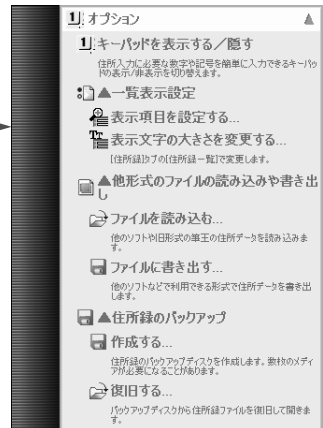 オプション ▲
キーパッドを表示する／隠す
住所入力に必要な数字や記号を簡単に入力できるキーパッ
ドの表示/非表示を切り替えます。
▲一覧表示設定
表示項目を設定する...
表示文字の大きさを変更する...
[住所録]タブの[住所録一覧]で変更します。
▲他形式のファイルの読み込みや書き出
し
ファイルを読み込む...
他のソフトや旧形式の筆王の住所データを読み込みま
す。
ファイルに書き出す...
他のソフトなどで利用できる形式で住所データを書き出
します。
▲住所録のバックアップ
作成する...
住所録のバックアップディスクを作成します。数枚のメディ
アが必要になることがあります。
復旧する...
バックアップディスクから住所録ファイルを復旧して開きま
す。